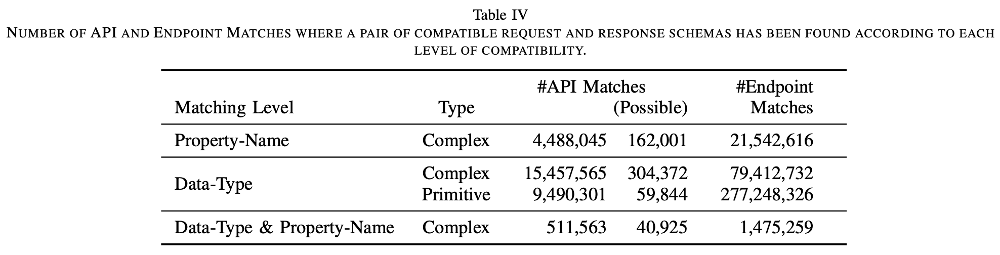 Table IV
NUMBER OF API AND ENDPOINT MATCHES WHERE A PAIR OF COMPATIBLE REQUEST AND RESPONSE SCHEMAS HAS BEEN FOUND ACCORDING TO EACH
LEVEL OF COMPATIBILITY.
#API Matches #Endpoint
Matching Level Type (Possible) Matches
Property-Name Complex 4,488,045 162,001 21,542,616
Data-Type Complex 15,457,565 304,372 79,412,732
Primitive 9,490,301 59,844 277,248,326
Data-Type & Property-Name Complex 511,563 40,925 1,475,259